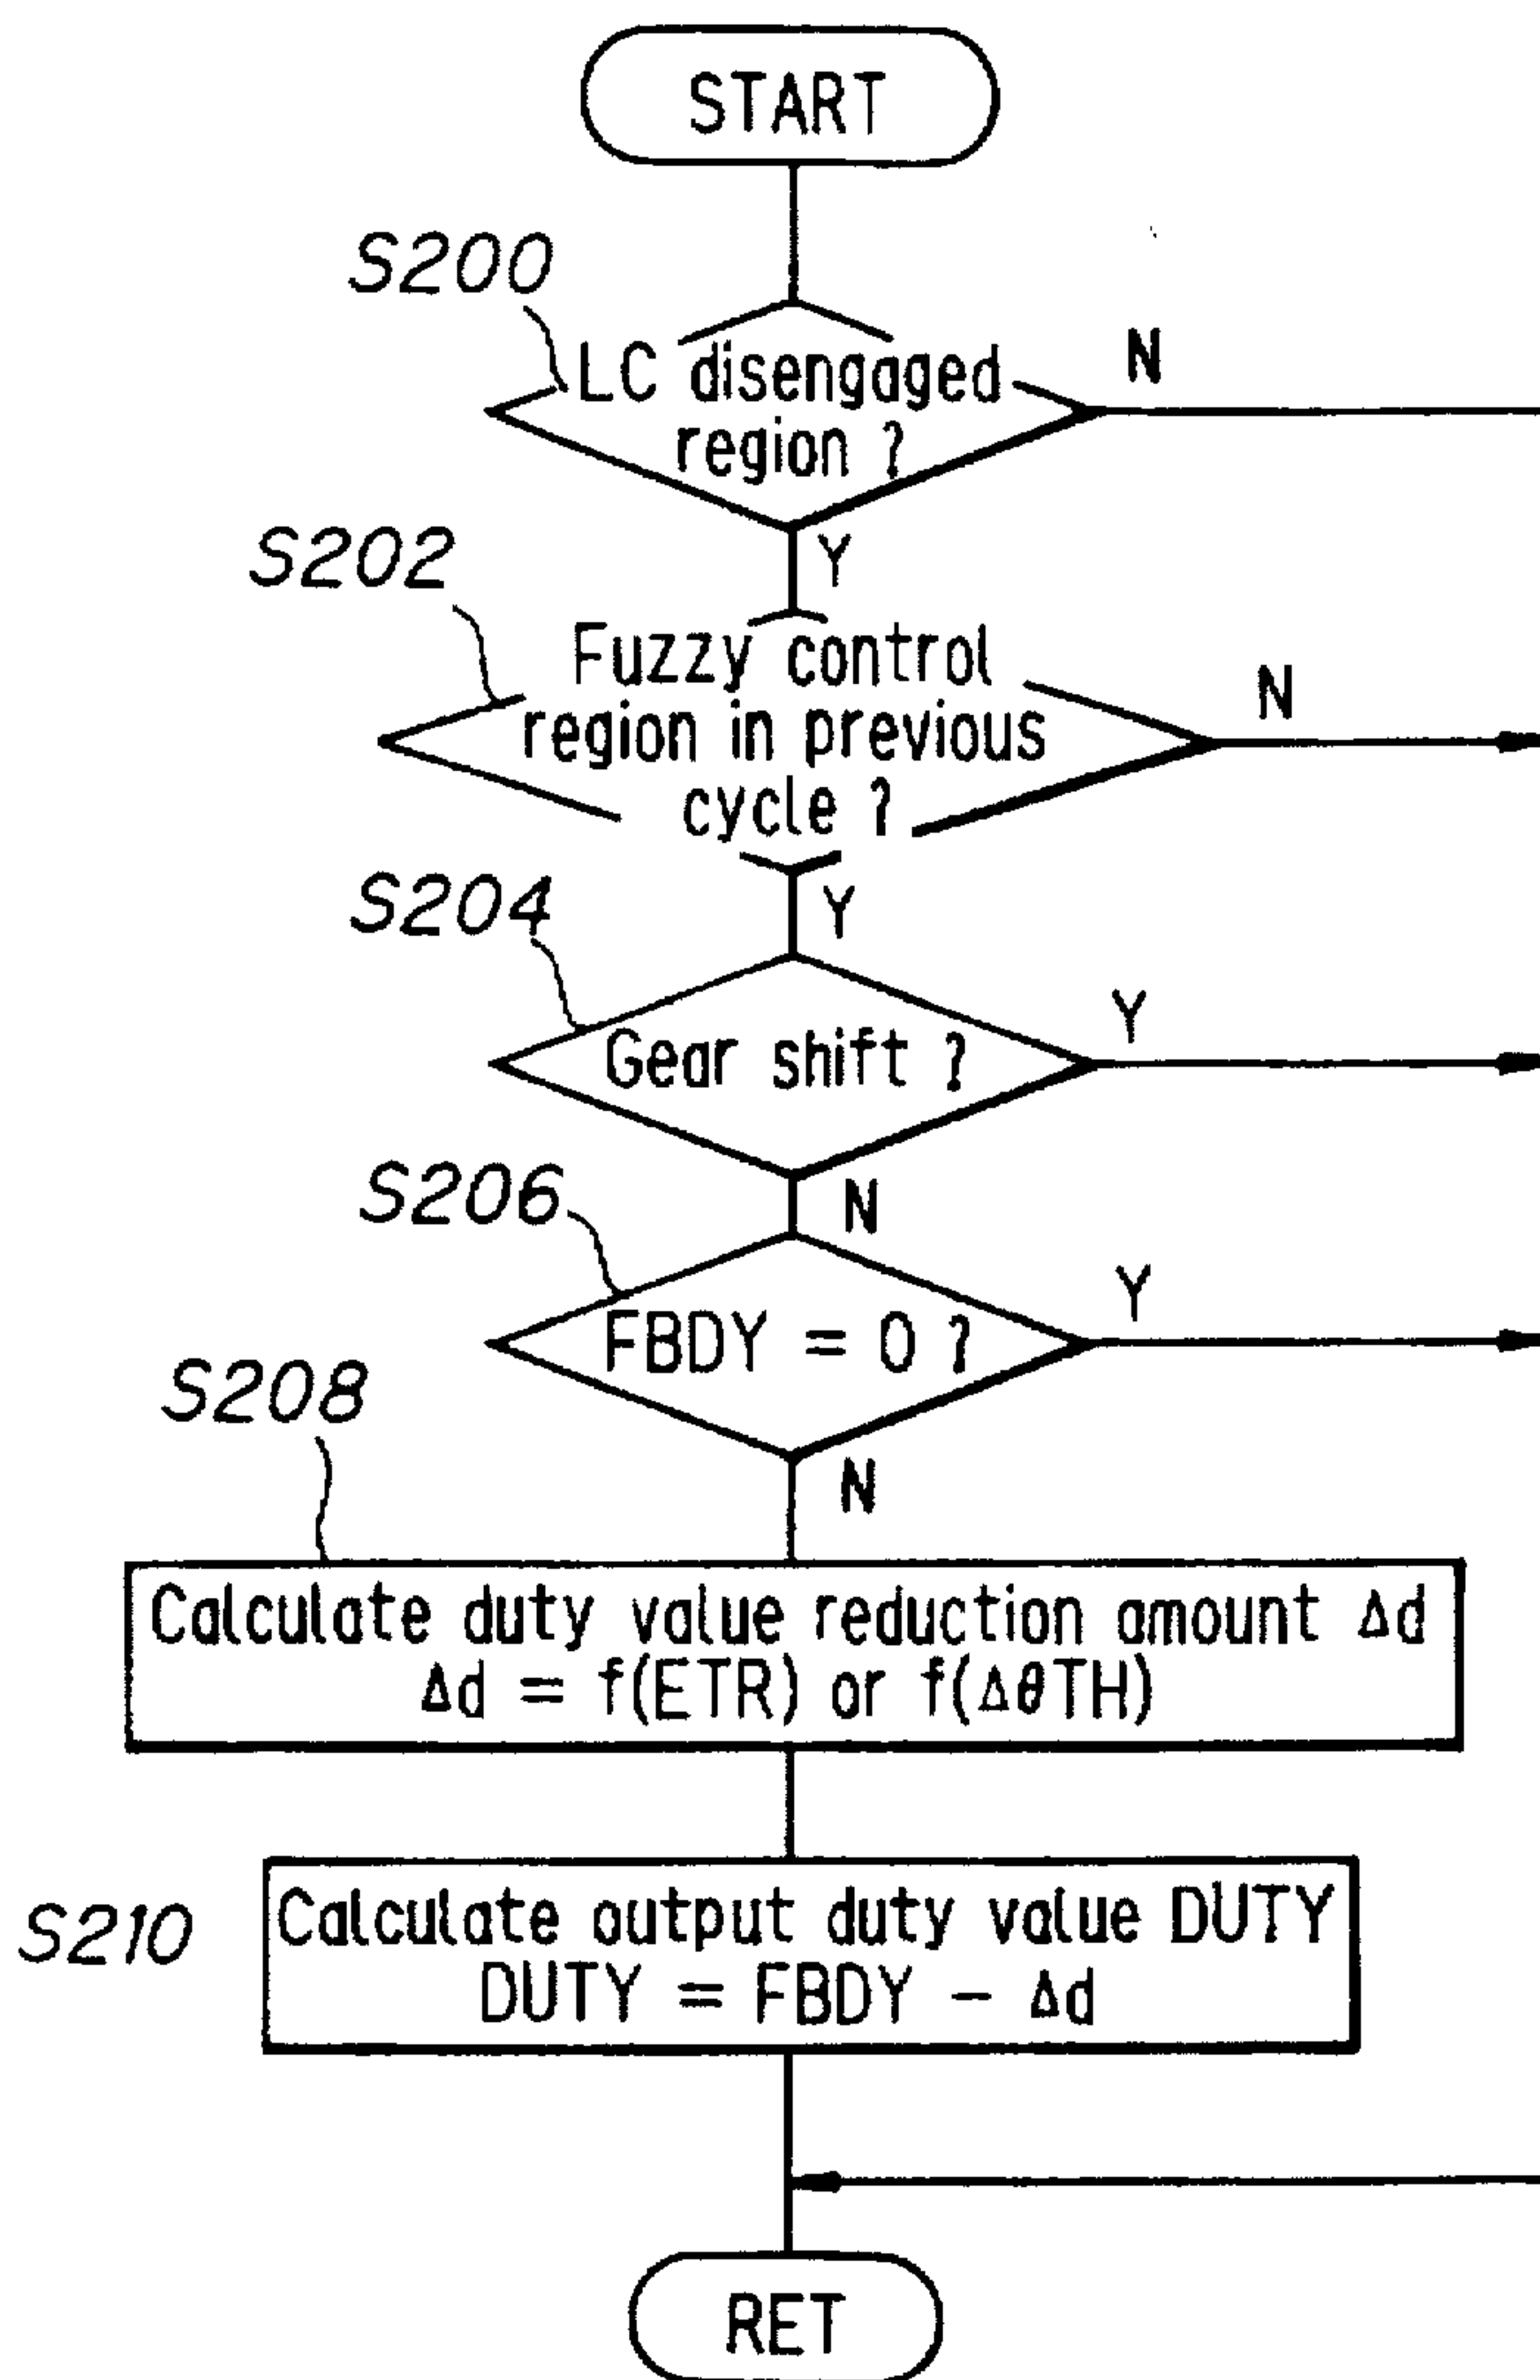 START
S200
LC disengaged
region ?
N
Y
S202
Fuzzy control
region in previous
cycle ?
N
Y
S204
Gear shift ?
Y
N
S206
FBDY = 0 ?
Y
N
S208
Calculate duty value reduction amount Δd
Δd = f(ETR) or f(ΔθTH)
S210
Calculate output duty value DUTY
DUTY = FBDY - Δd
RET